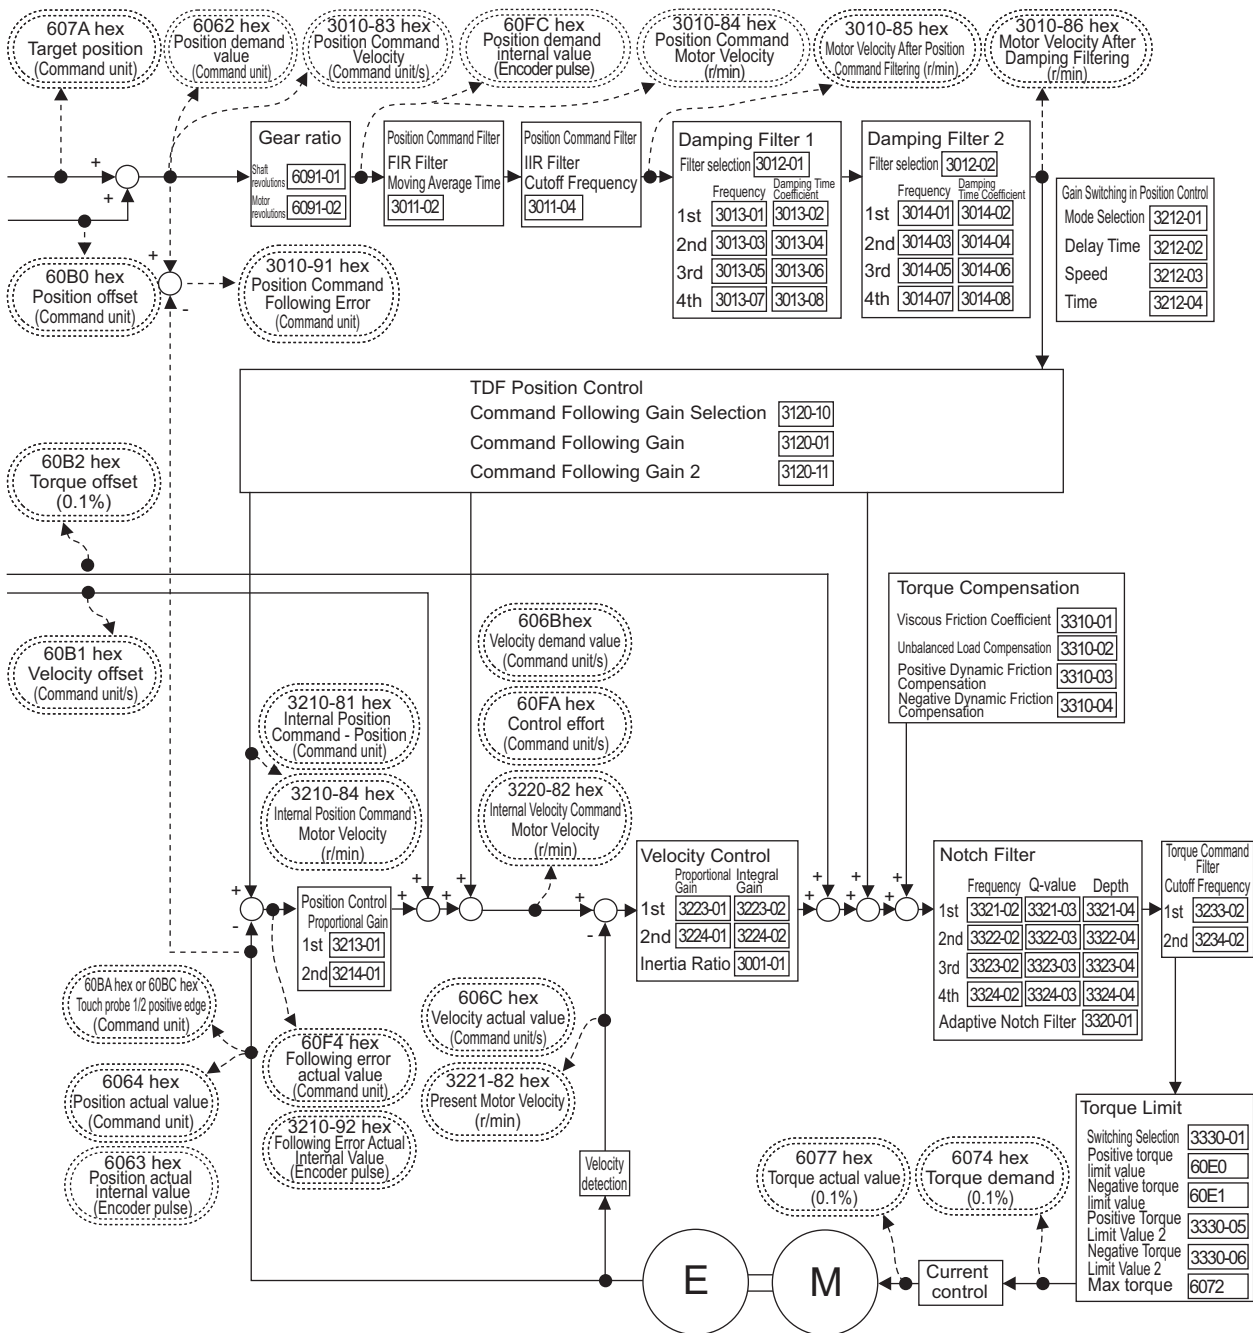 607A hex
Target position
(Command unit)
6062 hex
Position demand
value
(Command unit)
3010-83 hex
Position Command
Velocity
(Command unit/s)
60FC hex
Position demand
internal value
(Encoder pulse)
3010-84 hex
Position Command
Motor Velocity
(r/min)
3010-85 hex
Motor Velocity After Position
Command Filtering (r/min)
3010-86 hex
Motor Velocity After
Damping Filtering
(r/min)
+
+
Gear ratio
Shaft
revolutions
6091-01
Motor
revolutions
6091-02
Position Command Filter
FIR Filter
Moving Average Time
3011-02
Position Command Filter
IIR Filter
Cutoff Frequency
3011-04
Damping Filter 1
Filter selection 3012-01
Frequency Damping Time
Coefficient
1st 3013-01 3013-02
2nd 3013-03 3013-04
3rd 3013-05 3013-06
4th 3013-07 3013-08
Damping Filter 2
Filter selection 3012-02
Frequency Damping
Time Coefficient
1st 3014-01 3014-02
2nd 3014-03 3014-04
3rd 3014-05 3014-06
4th 3014-07 3014-08
Gain Switching in Position Control
Mode Selection 3212-01
Delay Time 3212-02
Speed 3212-03
Time 3212-04
60B0 hex
Position offset
(Command unit)
+
-
3010-91 hex
Position Command
Following Error
(Command unit)
TDF Position Control
Command Following Gain Selection 3120-10
Command Following Gain 3120-01
Command Following Gain 2 3120-11
60B2 hex
Torque offset
(0.1%)
60B1 hex
Velocity offset
(Command unit/s)
Torque Compensation
Viscous Friction Coefficient 3310-01
Unbalanced Load Compensation 3310-02
Positive Dynamic Friction
Compensation 3310-03
Negative Dynamic Friction
Compensation 3310-04
606Bhex
Velocity demand value
(Command unit/s)
60FA hex
Control effort
(Command unit/s)
3220-82 hex
Internal Velocity Command
Motor Velocity
(r/min)
3210-81 hex
Internal Position
Command - Position
(Command unit)
3210-84 hex
Internal Position Command
Motor Velocity
(r/min)
+
-
Position Control
Proportional Gain
1st 3213-01
2nd 3214-01
+
+
+
+
+
-
Velocity Control
Proportional
Gain
Integral
Gain
1st 3223-01 3223-02
2nd 3224-01 3224-02
Inertia Ratio 3001-01
+
+
+
+
+
+
Notch Filter
Frequency Q-value Depth
1st 3321-02 3321-03 3321-04
2nd 3322-02 3322-03 3322-04
3rd 3323-02 3323-03 3323-04
4th 3324-02 3324-03 3324-04
Adaptive Notch Filter 3320-01
Torque Command
Filter
Cutoff Frequency
1st 3233-02
2nd 3234-02
60BA hex or 60BC hex
Touch probe 1/2 positive edge
(Command unit)
6064 hex
Position actual value
(Command unit)
6063 hex
Position actual
internal value
(Encoder pulse)
60F4 hex
Following error
actual value
(Command unit)
3210-92 hex
Following Error Actual
Internal Value
(Encoder pulse)
606C hex
Velocity actual value
(Command unit/s)
3221-82 hex
Present Motor Velocity
(r/min)
Velocity
detection
6077 hex
Torque actual value
(0.1%)
6074 hex
Torque demand
(0.1%)
Torque Limit
Switching Selection 3330-01
Positive torque
limit value 60E0
Negative torque
limit value 60E1
Positive Torque
Limit Value 2 3330-05
Negative Torque
Limit Value 2 3330-06
Max torque 6072
E
M
Current
control